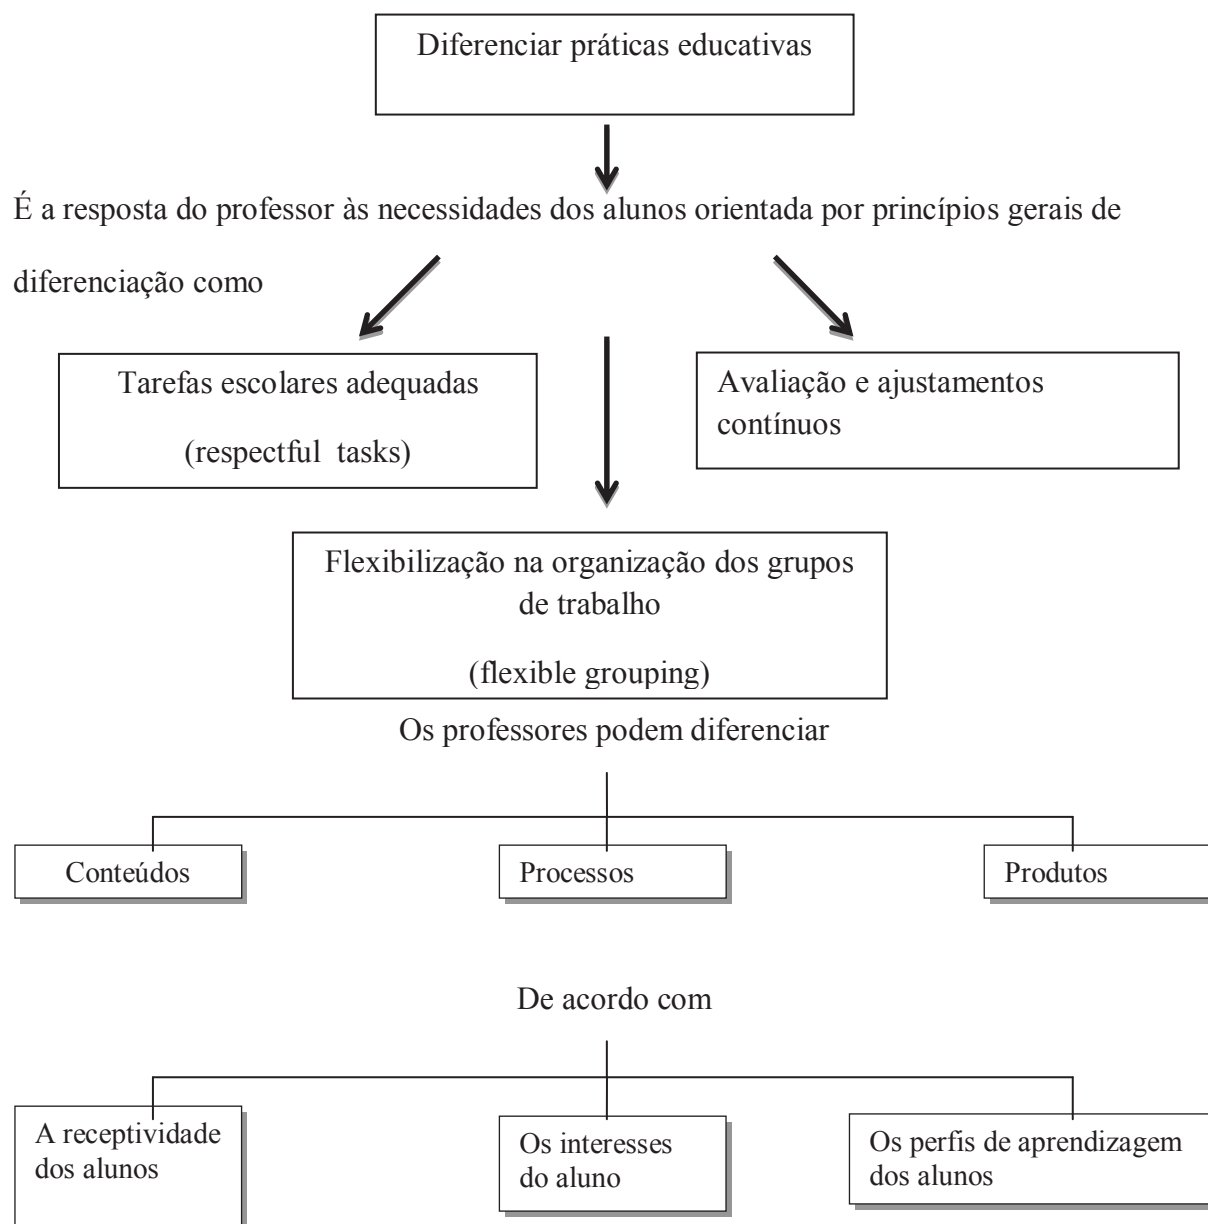 Diferenciar práticas educativas
É a resposta do professor às necessidades dos alunos orientada por princípios gerais de
diferenciação como
Tarefas escolares adequadas
(respectful tasks)
Avaliação e ajustamentos
contínuos
Flexibilização na organização dos grupos
de trabalho
(flexible grouping)
Os professores podem diferenciar
Conteúdos
Processos
Produtos
De acordo com
A receptividade
dos alunos
Os interesses
do aluno
Os perfis de aprendizagem
dos alunos